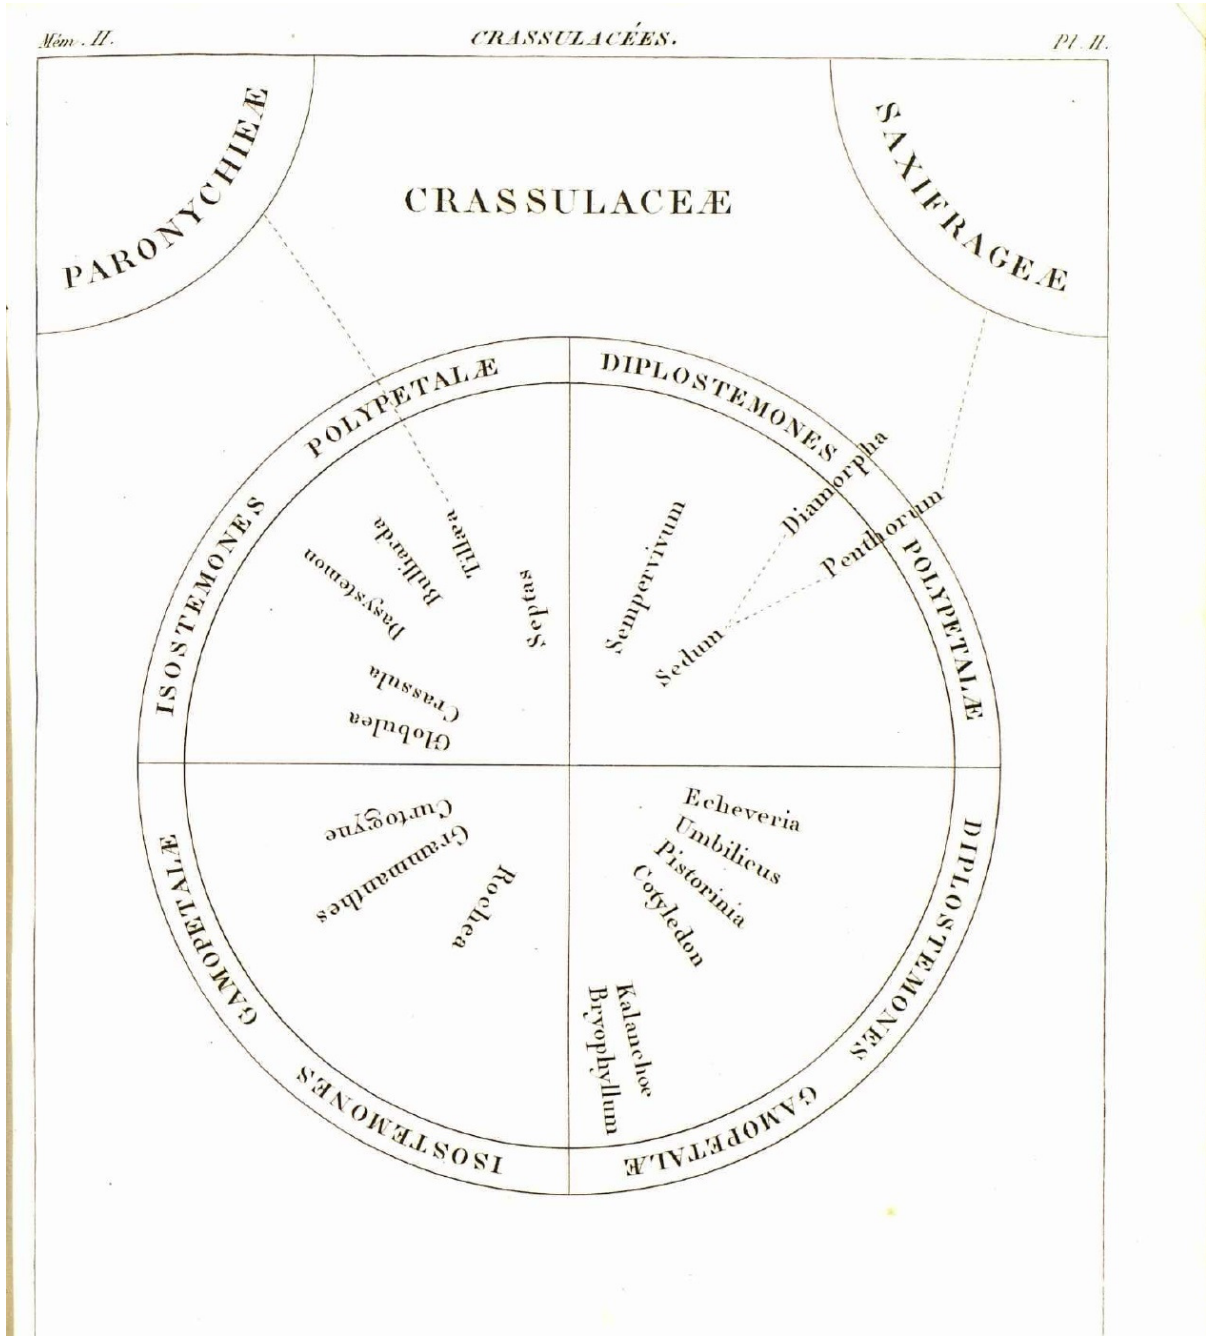 Mém. II.
CRASSULACÉES.
Pl. II.
PARONYCHIEÆ
CRASSULACEÆ
SAXIFRAGEÆ
ISOSTEMONES POLYPETALÆ
DIPLOSTEMONES POLYPETALÆ
Septas
Tillæa
Bulliarda
Dasystemon
Crassula
Globulea
Sempervivum
Sedum
Diamorpha
Penthorum
Echeveria
Umbilicus
Pistorinia
Cotyledon
Kalanchoe
Bryophyllum
Curtogyne
Grammanthes
Rochea
DIPLOSTEMONES GAMOPETALÆ
ISOSTEMONES GAMOPETALÆ